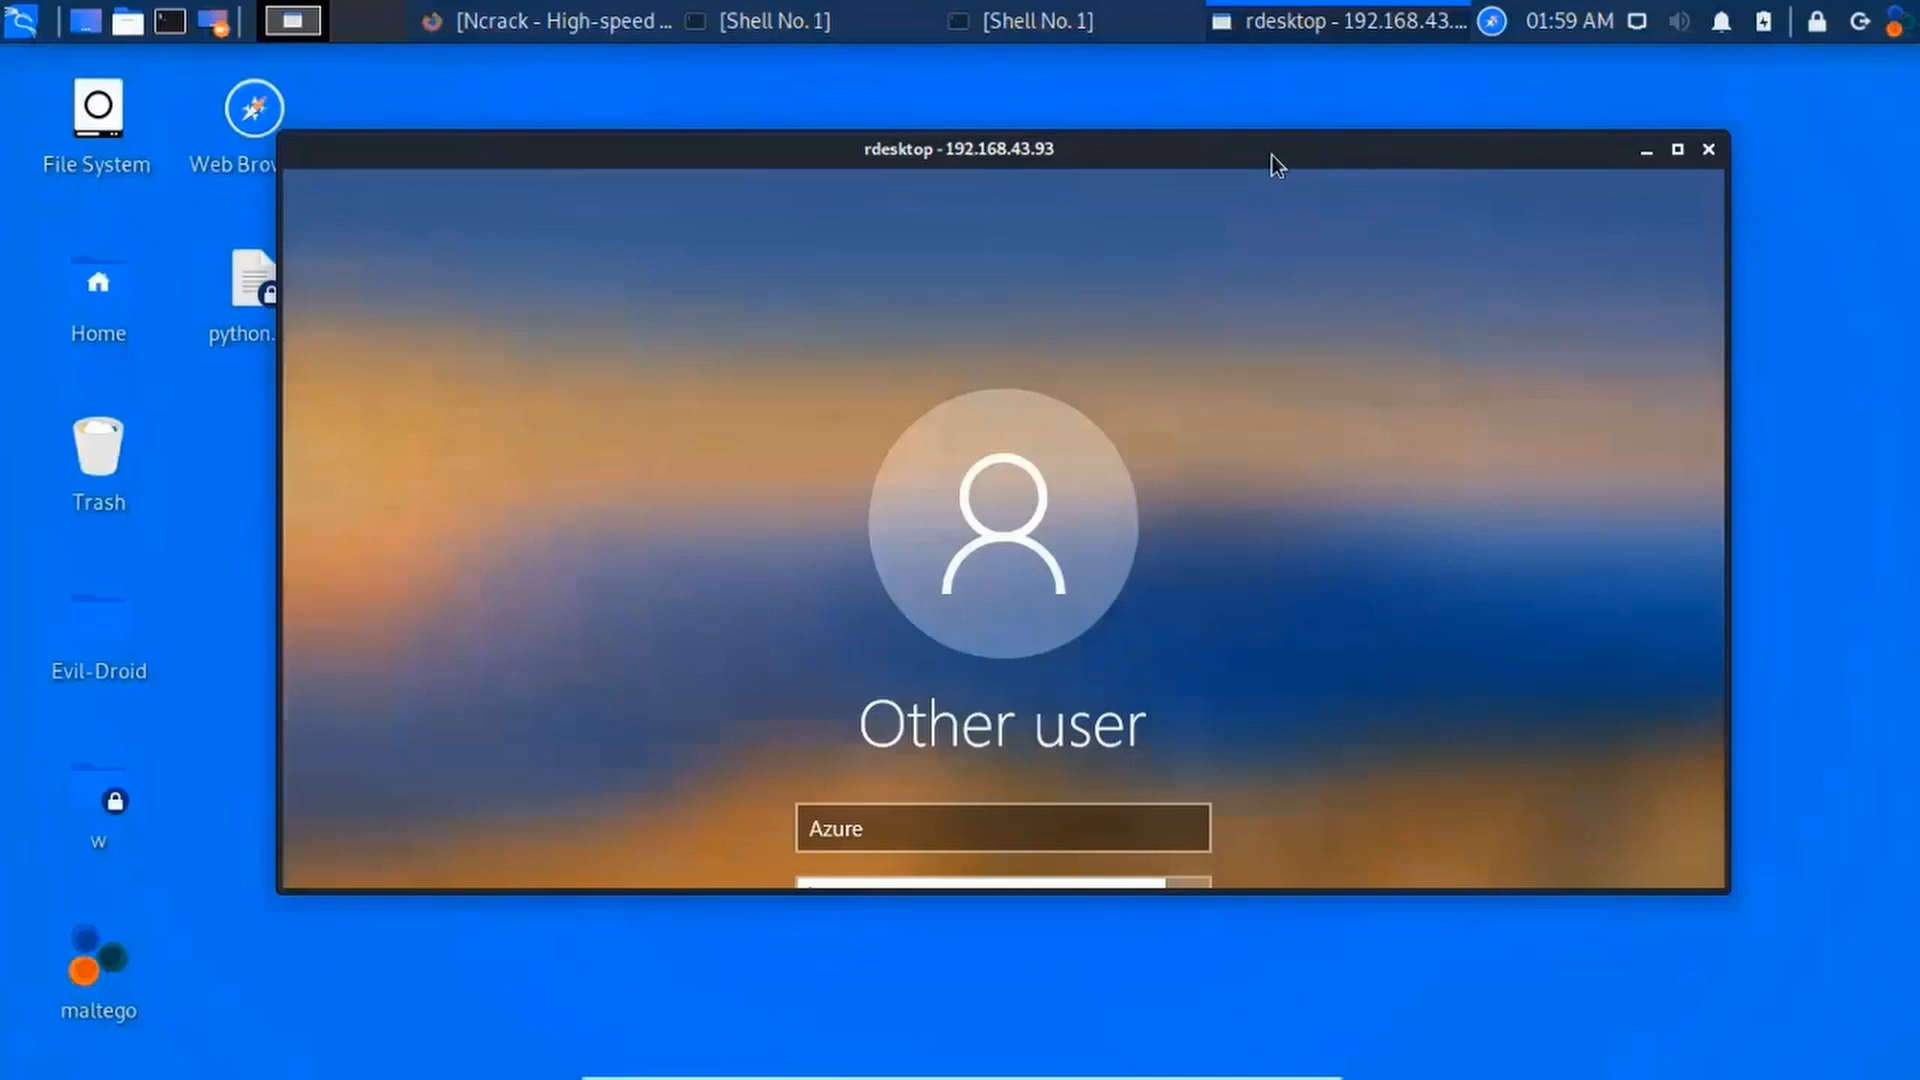 [Ncrack - High-speed ...
[Shell No. 1]
[Shell No. 1]
rdesktop - 192.168.43....
01:59 AM
File System
Web Brov
rdesktop - 192.168.43.93
Home
python.
Trash
Evil-Droid
w
maltego
Other user
Azure